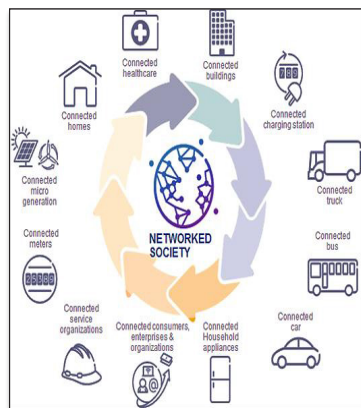 Connected
healthcare
Connected
buildings
Connected
charging station
Connected
truck
Connected
bus
Connected
car
Connected
Household
appliances
Connected consumers,
enterprises &
organizations
Connected
service
organizations
Connected
meters
Connected
micro
generation
Connected
homes
NETWORKED
SOCIETY